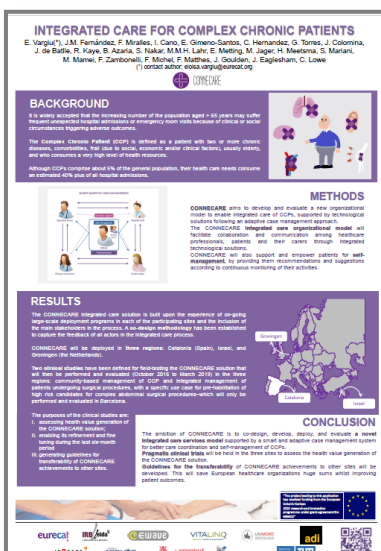 INTEGRATED CARE FOR COMPLEX CHRONIC PATIENTS
E. Vargiu(*), J.M. Fernández, F. Miralles, I. Cano, E. Gimeno-Santos, C. Hernandez, G. Torres, J. Colomina,
J. de Batlle, R. Kaye, B. Azaria, S. Nakar, M.M.H. Lahr, E. Metting, M. Jager, H. Meetsma, S. Mariani,
M. Mamei, F. Zambonelli, F. Michel, F. Matthes, J. Goulden, J. Eaglesham, C. Lowe
(*) contact author: eloisa.vargiu@eurecat.org
CONNECARE
BACKGROUND
It is widely accepted that the increasing number of the population aged > 65 years may suffer
frequent unexpected hospital admissions or emergency room visits because of clinical or social
circumstances triggering adverse outcomes.
The Complex Chronic Patient (CCP) is defined as a patient with two or more chronic
diseases, comorbidities, frail (due to social, economic and/or clinical factors), usually elderly,
and who consumes a very high level of health resources.
Although CCPs comprise about 5% of the general population, their health care needs consume
an estimated 40% plus of all hospital admissions.
METHODS
CONNECARE aims to develop and evaluate a new organizational
model to enable integrated care of CCPs, supported by technological
solutions following an adaptive case management approach.
The CONNECARE integrated care organizational model will
facilitate collaboration and communication among healthcare
professionals, patients and their carers through integrated
technological solutions.
CONNECARE will also support and empower patients for self-
management, by providing them recommendations and suggestions
according to continuous monitoring of their activities.
RESULTS
The CONNECARE integrated care solution is built upon the experience of on-going
large-scale deployment programs in each of the participating sites and the inclusion of
the main stakeholders in the process. A co-design methodology has been established
to capture the feedback of all actors in the integrated care process.
CONNECARE will be deployed in three regions: Catalonia (Spain), Israel, and
Groningen (the Netherlands).
Two clinical studies have been defined for field-testing the CONNECARE solution that
will then be performed and evaluated (October 2016 to March 2019) in the three
regions: community-based management of CCP and integrated management of
patients undergoing surgical procedures, with a specific use case for pre-habilitation of
high risk candidates for complex abdominal surgical procedures–which will only be
performed and evaluated in Barcelona.
The purposes of the clinical studies are:
I. assessing health value generation of
the CONNECARE solution;
II. enabling its refinement and fine
tuning during the last six-month
period
III. generating guidelines for
transferability of CONNECARE
achievements to other sites.
Groningen
Catalonia
Israel
CONCLUSION
The ambition of CONNECARE is to co-design, develop, deploy, and evaluate a novel
integrated care services model supported by a smart and adaptive case management system
for better care coordination and self-management of CCPs.
Pragmatic clinical trials will be held in the three sites to assess the health value generation of
the CONNECARE solution.
Guidelines for the transferability of CONNECARE achievements to other sites will be
developed. This will save European healthcare organizations huge sums whilst improving
patient outcomes.
eurecat
IRBLleida
eWAVE
VITALINQ
UNIMORE
adi